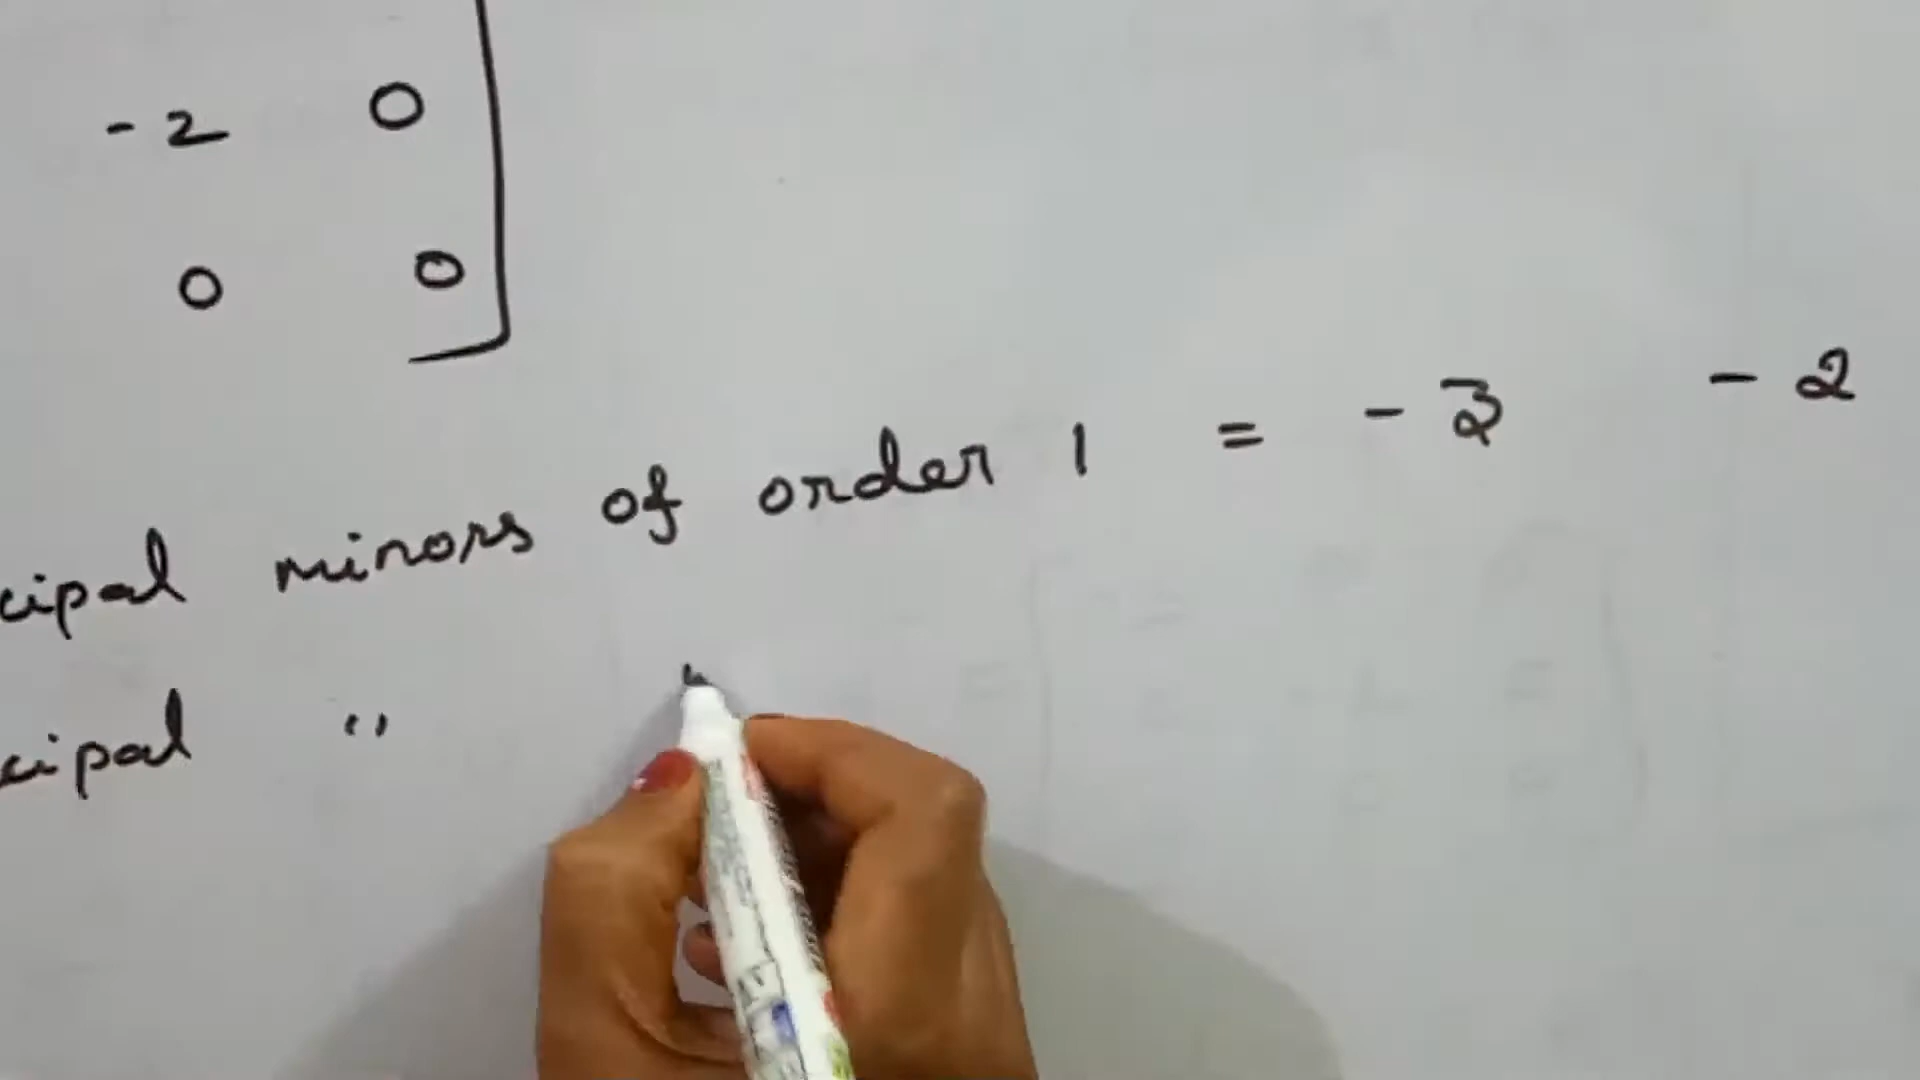 - 2 0
0 0
cipal minors of order 1 = - 2 - 2
cipal "